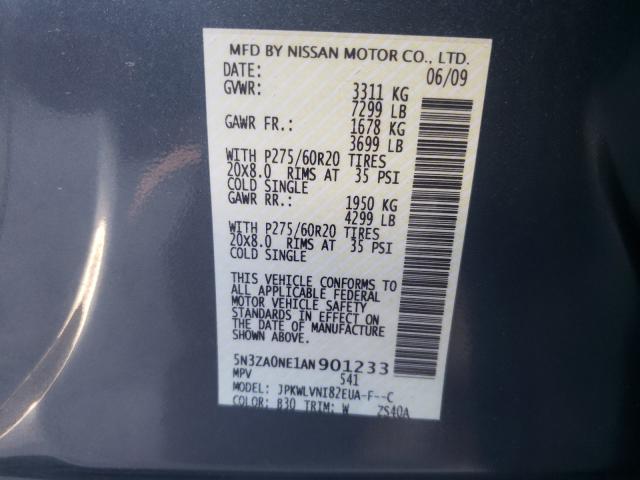 MFD BY NISSAN MOTOR CO., LTD.
DATE: 06/09
GVWR: 3311 KG
7299 LB
GAWR FR.: 1678 KG
3699 LB
WITH P275/60R20 TIRES
20X8.0 RIMS AT 35 PSI
COLD SINGLE
GAWR RR.: 1950 KG
4299 LB
WITH P275/60R20 TIRES
20X8.0 RIMS AT 35 PSI
COLD SINGLE
THIS VEHICLE CONFORMS TO
ALL APPLICABLE FEDERAL
MOTOR VEHICLE SAFETY
STANDARDS IN EFFECT ON
THE DATE OF MANUFACTURE
SHOWN ABOVE.
5N3ZA0NE1AN901233
MPV 541
MODEL: JPKWLVNI82EUA-F--C
COLOR: B30 TRIM: W ZS40A